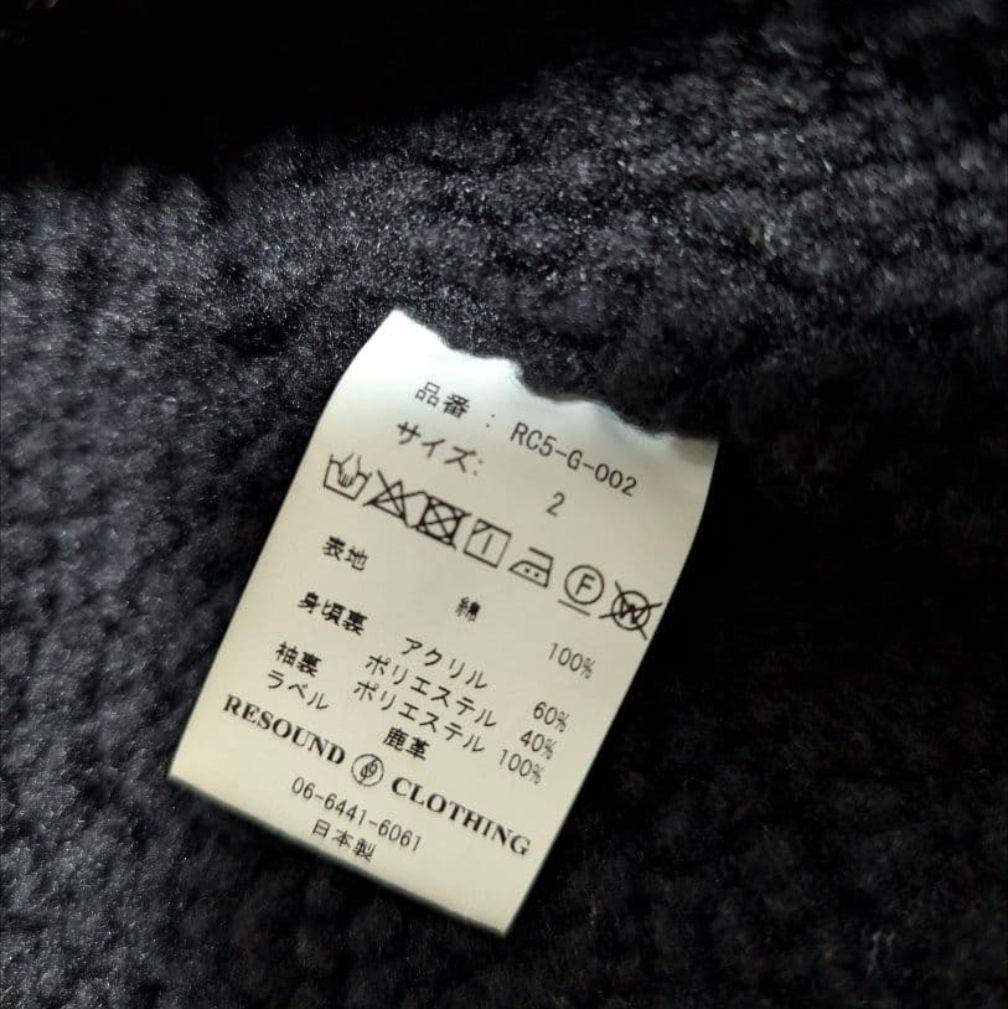 品番 : RC5-G-002
サイズ: 2
F W
表地 綿 100%
身頃裏 アクリル 60%
ポリエステル 40%
袖裏 ポリエステル 100%
ラベル 鹿革
RESOUND CLOTHING
06-6441-6061
日本製